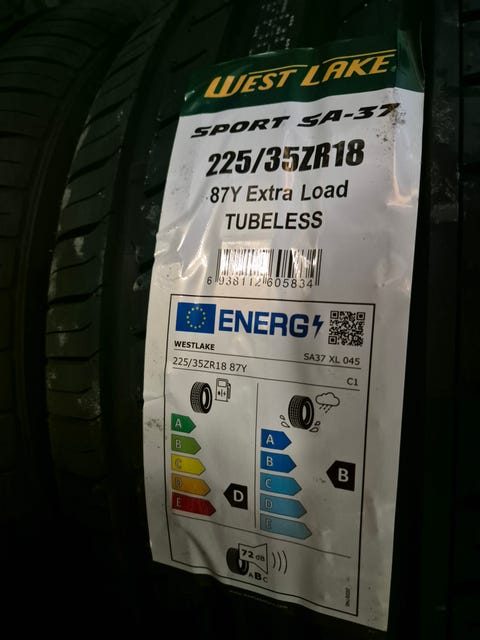 WEST LAKE
SPORT SA-37
225/35ZR18
87Y Extra Load
TUBELESS
6 938112 605834
ENERG
WESTLAKE
SA37 XL 045
225/35ZR18 87Y
C1
A
B
C
D
E
D
A
B
C
D
E
B
72 dB
ABC